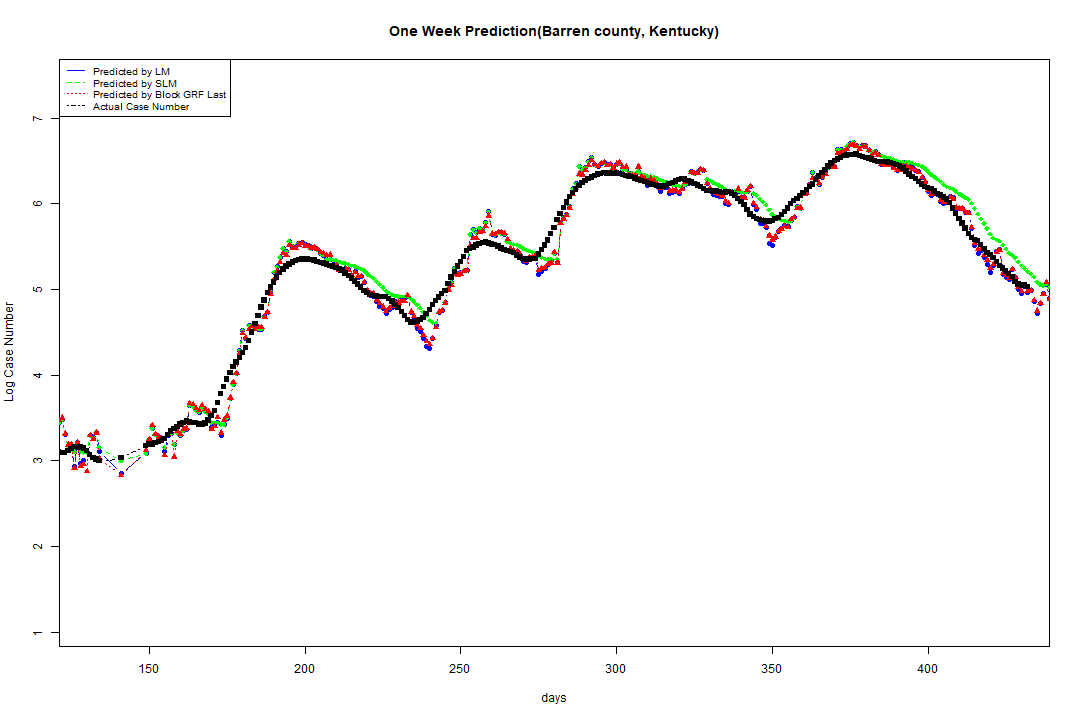 One Week Prediction(Barren county, Kentucky)
Predicted by LM
Predicted by SLM
Predicted by Block GRF Last
Actual Case Number
7
6
5
4
3
2
1
Log Case Number
150 200 250 300 350 400
days